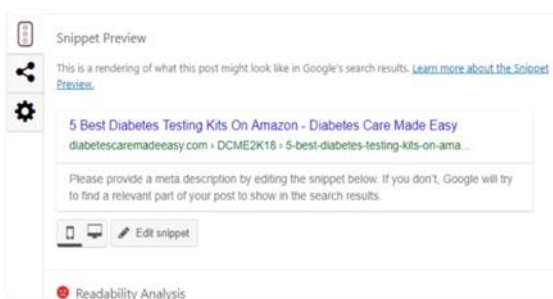 Snippet Preview
This is a rendering of what this post might look like in Google's search results. Learn more about the Snippet
Preview.
5 Best Diabetes Testing Kits On Amazon - Diabetes Care Made Easy
diabetescaremadeeasy.com › DCME2K18 › 5-best-diabetes-testing-kits-on-ama...
Please provide a meta description by editing the snippet below. If you don't, Google will try
to find a relevant part of your post to show in the search results.
Edit snippet
Readability Analysis